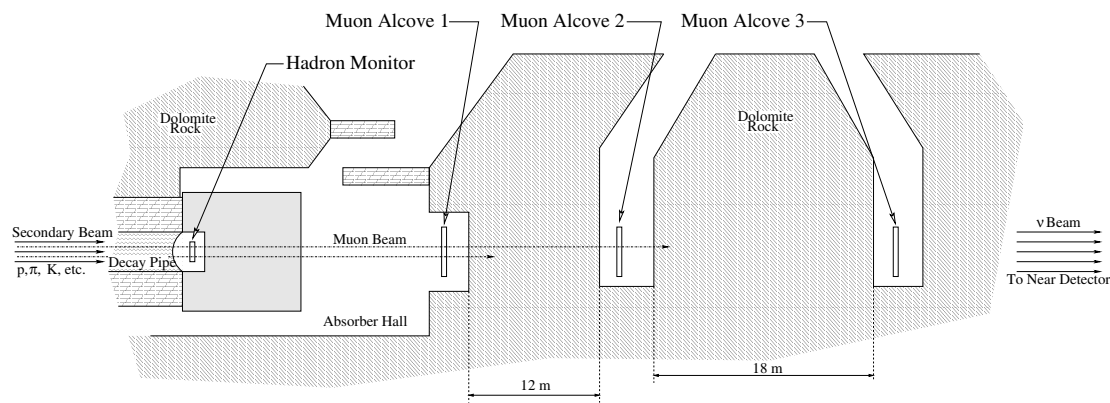 Muon Alcove 1
Muon Alcove 2
Muon Alcove 3
Hadron Monitor
Dolomite
Rock
Dolomite
Rock
Secondary Beam
p,π, K, etc.
Decay Pipe
Muon Beam
ν Beam
To Near Detector
Absorber Hall
12 m
18 m